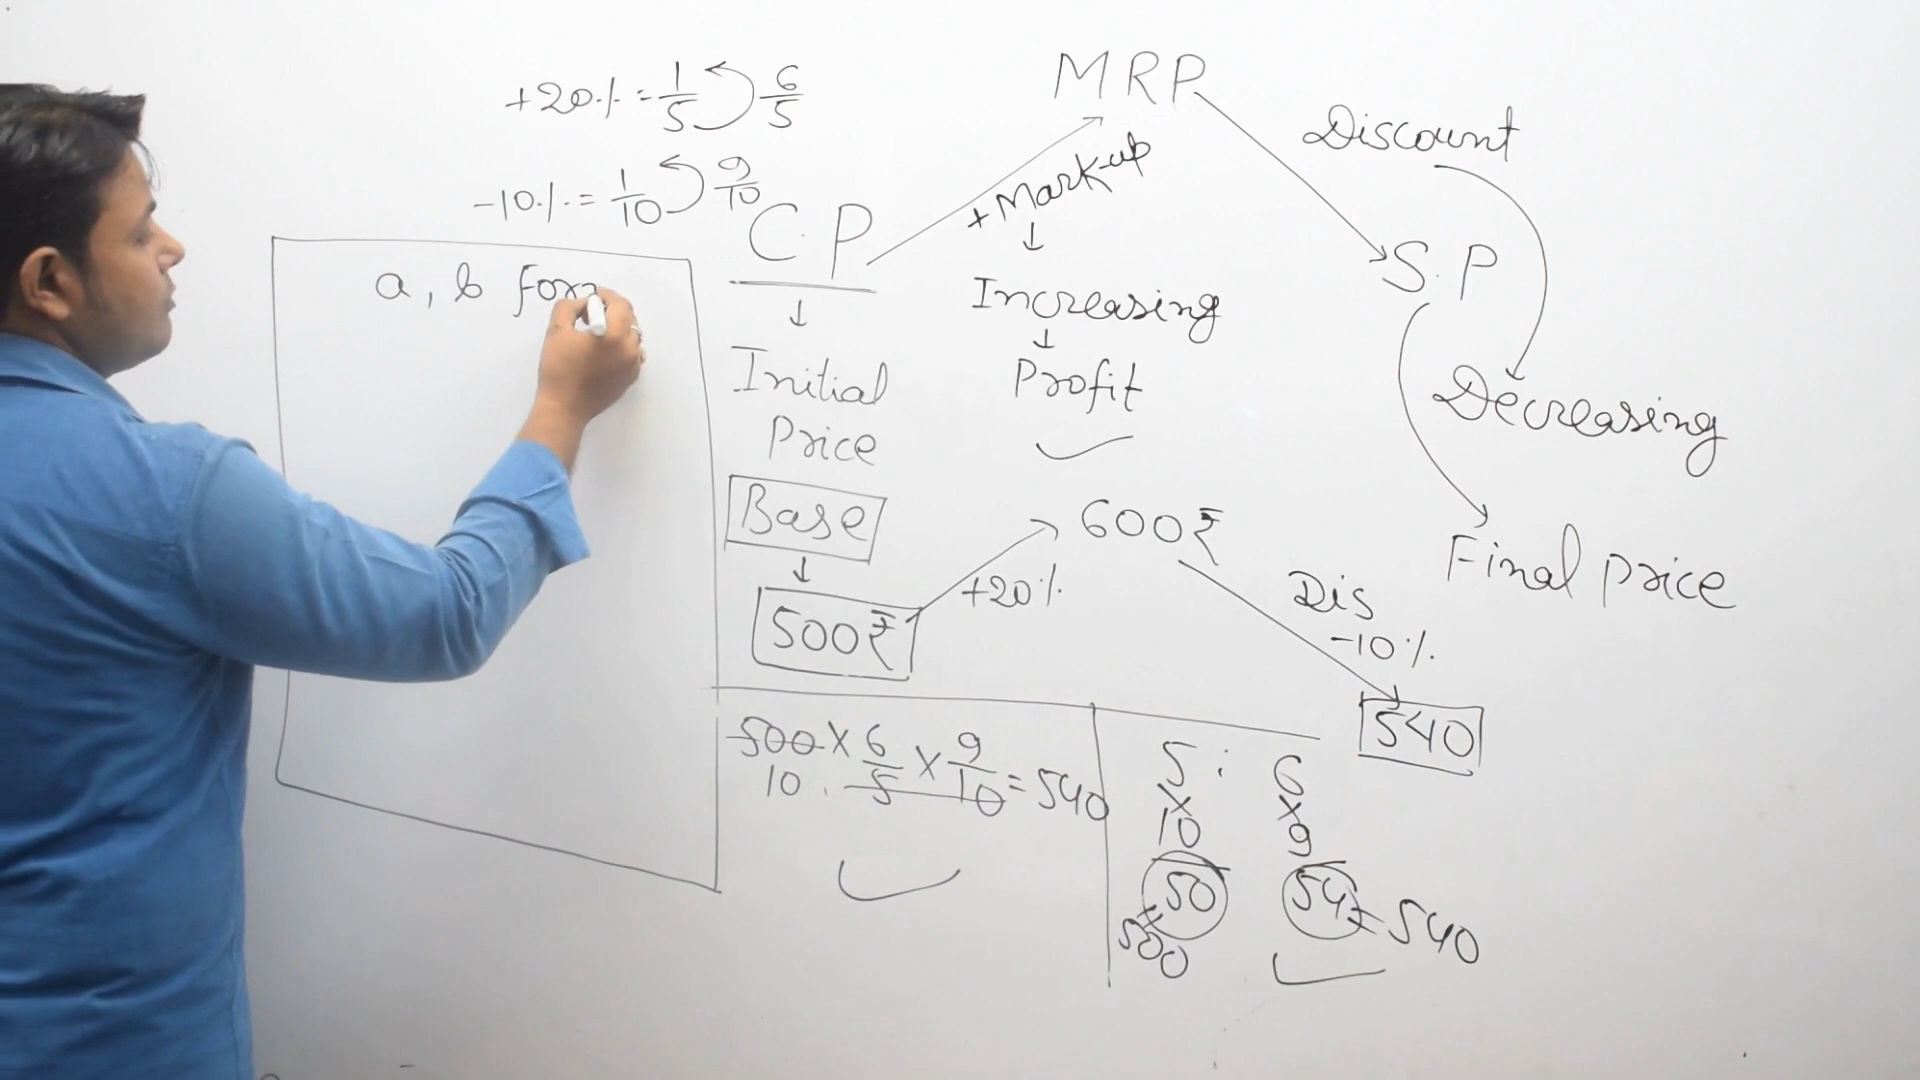 +20% = 1/5 6/5
-10% = 1/10 9/10
a, b form
C.P
Initial
Price
Base
500₹
MRP
+ Mark-up
Increasing
Profit
+20%
600₹
Discount
S.P
Decreasing
Final price
Dis
-10%
540
500 × 6/5 × 9/10 = 540
10
5 : 6
× ×
10 9
50 54 = 540
=
500